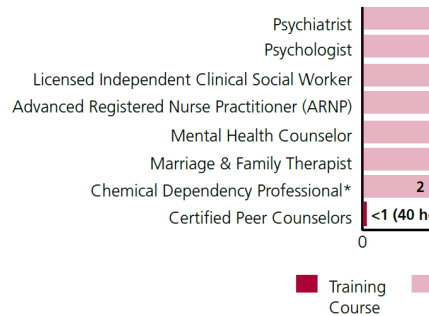 Psychiatrist
Psychologist
Licensed Independent Clinical Social Worker
Advanced Registered Nurse Practitioner (ARNP)
Mental Health Counselor
Marriage & Family Therapist
Chemical Dependency Professional* 2
Certified Peer Counselors <1 (40 h
0
Training
Course